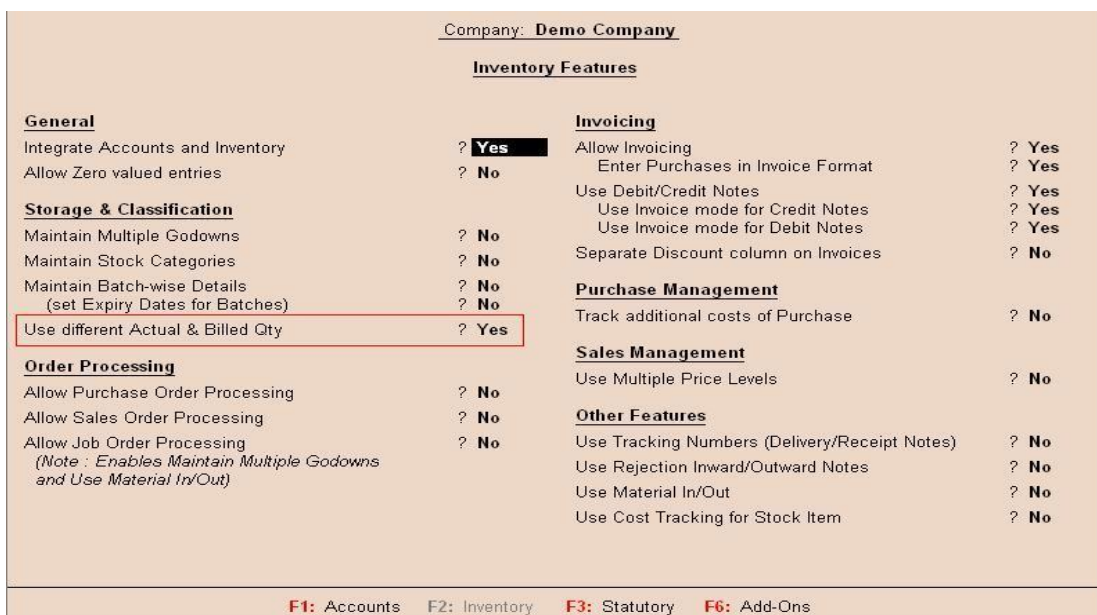 Company: Demo Company
Inventory Features
General
Integrate Accounts and Inventory ? Yes
Allow Zero valued entries ? No
Storage & Classification
Maintain Multiple Godowns ? No
Maintain Stock Categories ? No
Maintain Batch-wise Details ? No
(set Expiry Dates for Batches) ? No
Use different Actual & Billed Qty ? Yes
Order Processing
Allow Purchase Order Processing ? No
Allow Sales Order Processing ? No
Allow Job Order Processing ? No
(Note : Enables Maintain Multiple Godowns
and Use Material In/Out)
Invoicing
Allow Invoicing ? Yes
Enter Purchases in Invoice Format ? Yes
Use Debit/Credit Notes ? Yes
Use Invoice mode for Credit Notes ? Yes
Use Invoice mode for Debit Notes ? Yes
Separate Discount column on Invoices ? No
Purchase Management
Track additional costs of Purchase ? No
Sales Management
Use Multiple Price Levels ? No
Other Features
Use Tracking Numbers (Delivery/Receipt Notes) ? No
Use Rejection Inward/Outward Notes ? No
Use Material In/Out ? No
Use Cost Tracking for Stock Item ? No
F1: Accounts F2: Inventory F3: Statutory F6: Add-Ons